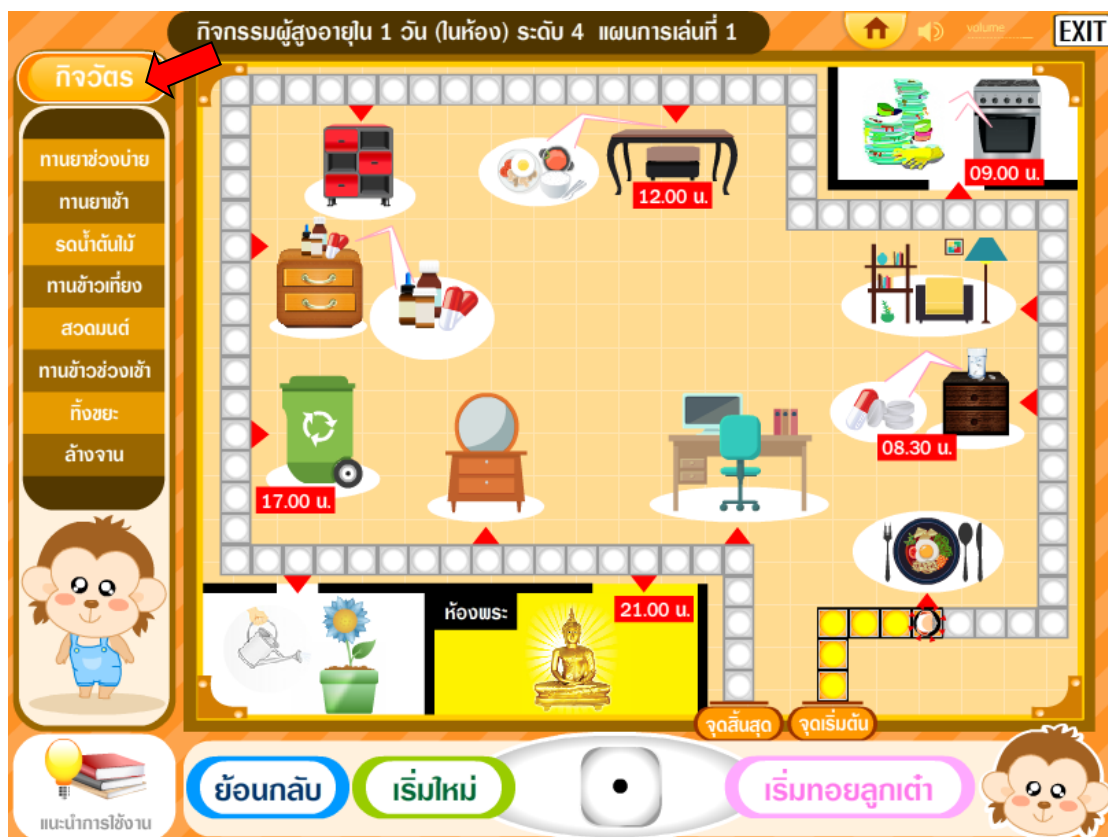 กิจกรรมผู้สูงอายุใน 1 วัน (ในห้อง) ระดับ 4 แผนการเล่นที่ 1
volume
EXIT
กิจวัตร
ทานยาช่วงบ่าย
ทานยาเช้า
รดน้ำต้นไม้
ทานข้าวเที่ยง
สวดมนต์
ทานข้าวช่วงเช้า
ทิ้งขยะ
ล้างจาน
09.00 น.
12.00 น.
08.30 น.
17.00 น.
ห้องพระ
21.00 น.
จุดสิ้นสุด
จุดเริ่มต้น
แนะนำการใช้งาน
ย้อนกลับ
เริ่มใหม่
เริ่มทอยลูกเต๋า